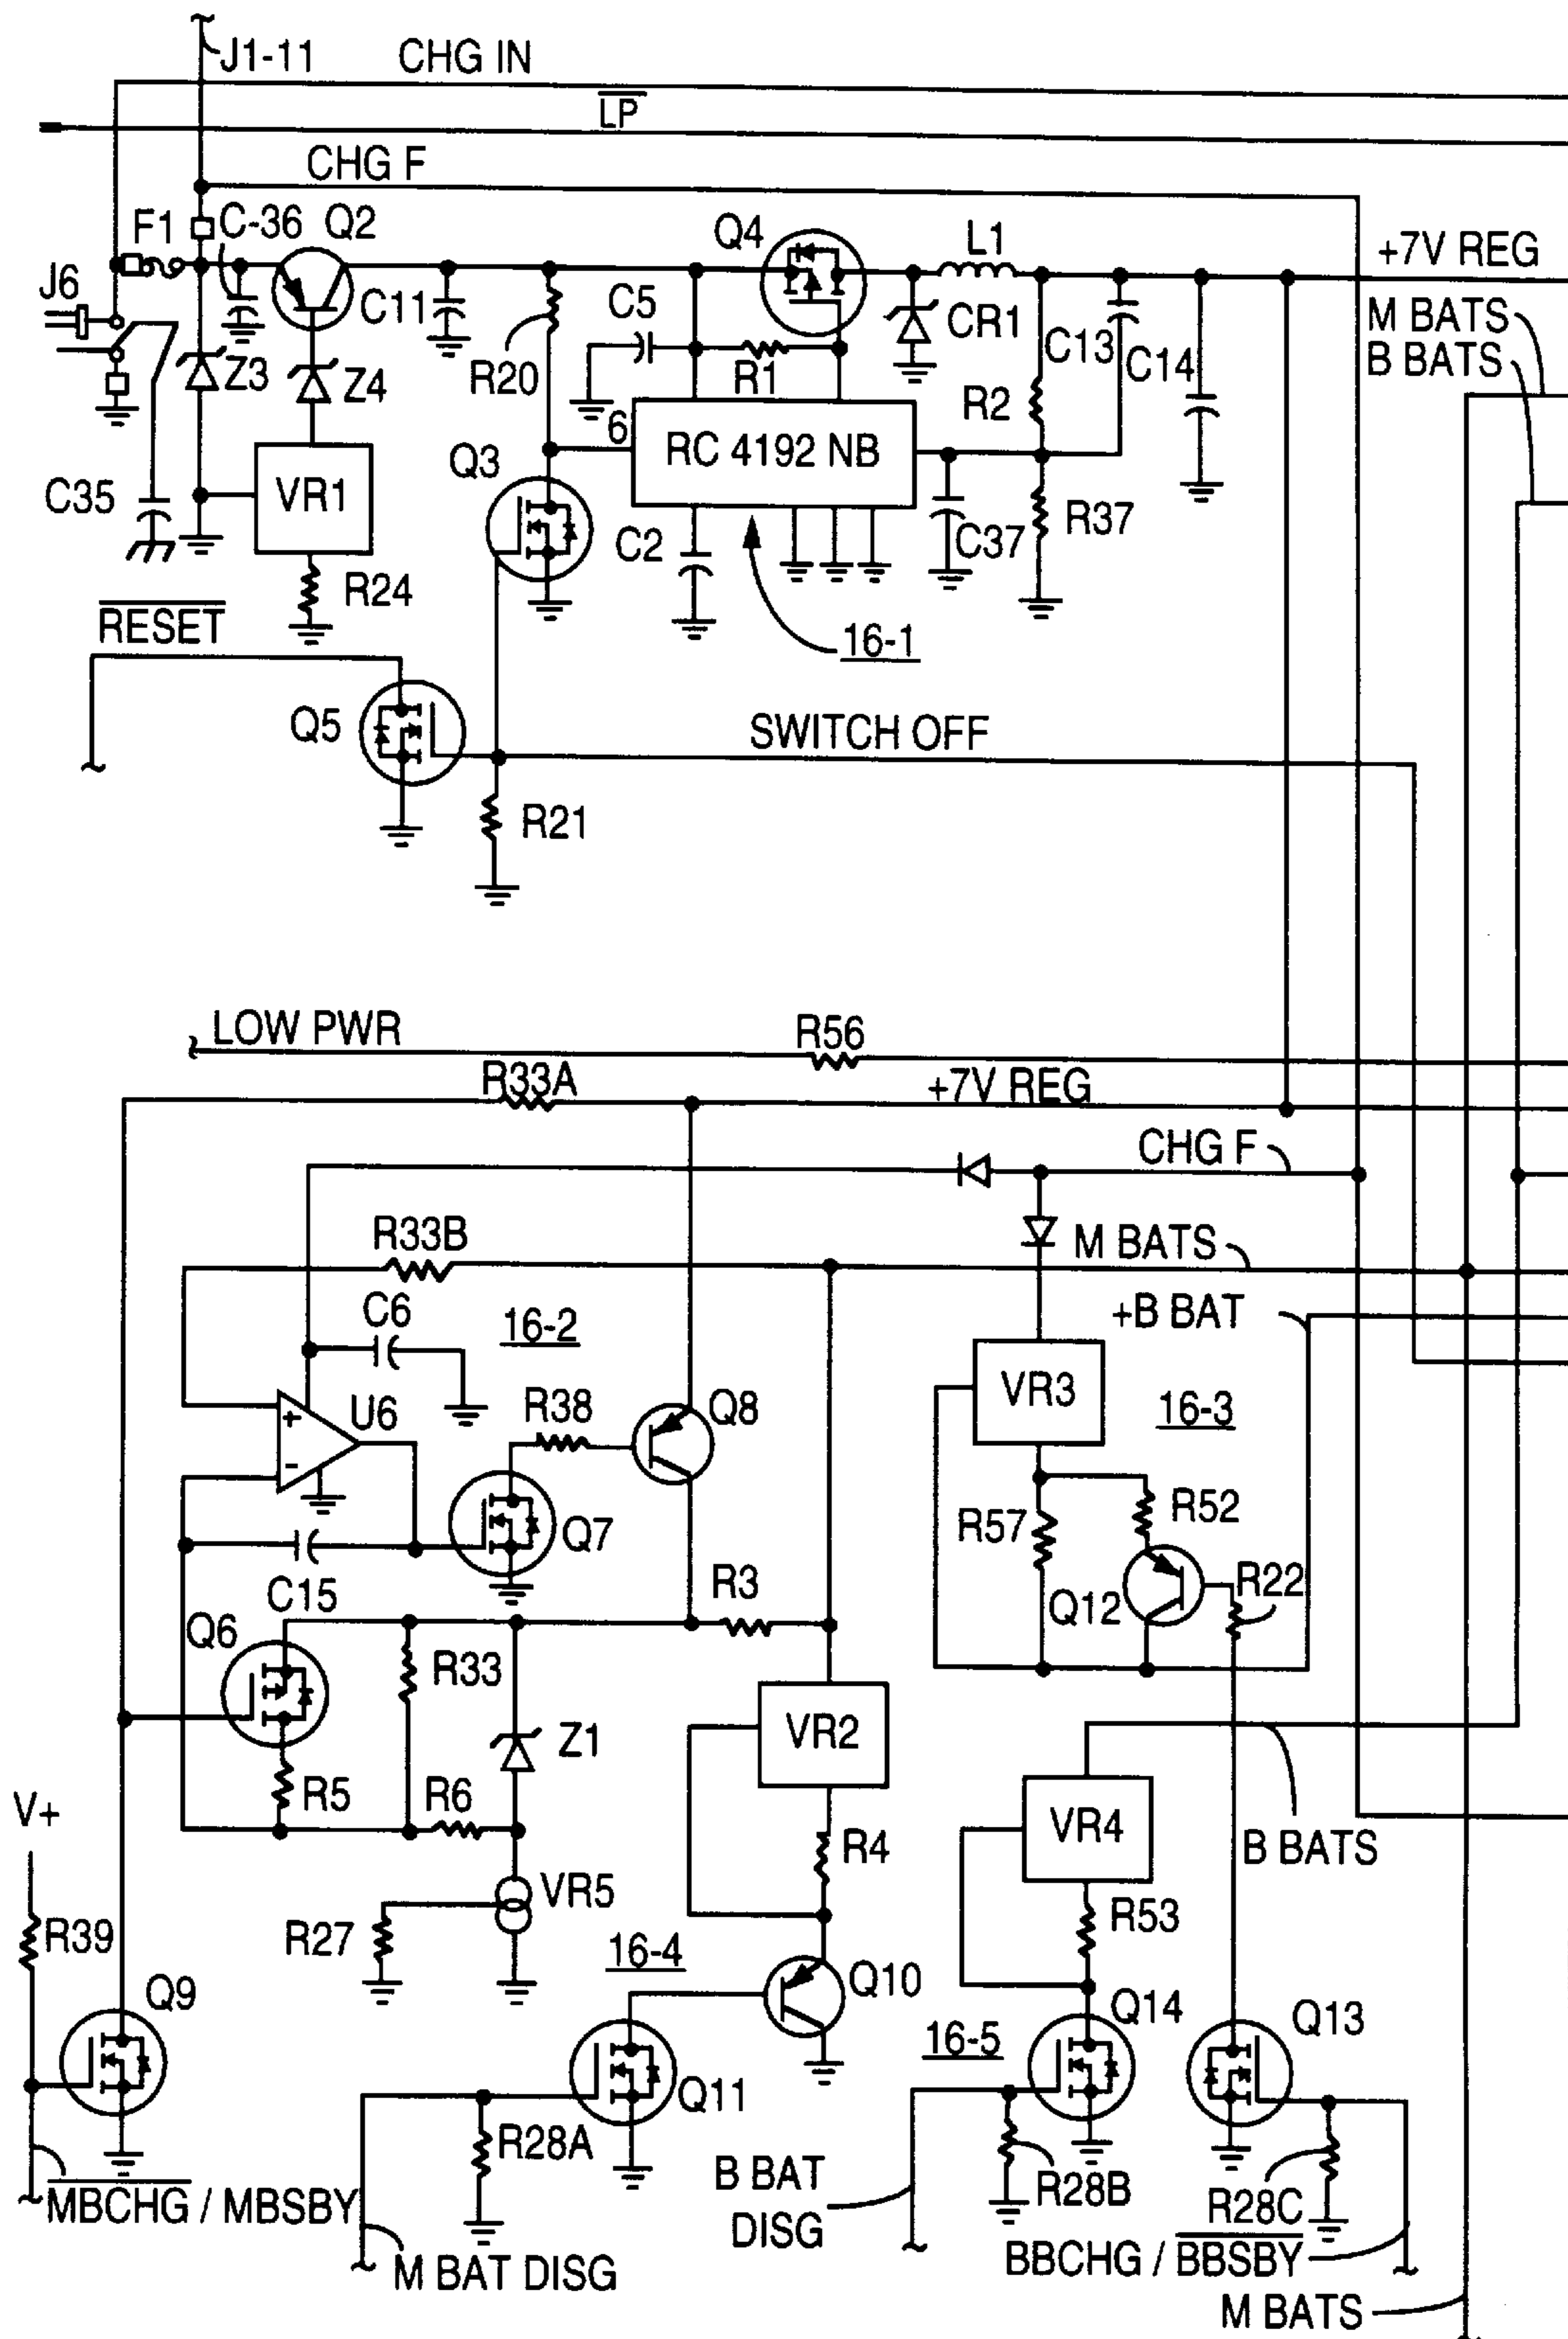 J1-11 CHG IN
LP
CHG F
F1 C-36 Q2 Q4 L1 +7V REG
J6 C11 C5 CR1 C13 C14 M BATS
B BATS
Z3 Z4 R20 R1 R2
6 RC 4192 NB
Q3
C35 VR1 C2 C37 R37
R24
RESET 16-1
Q5 SWITCH OFF
R21
LOW PWR R56
R33A +7V REG
CHG F
R33B M BATS
C6 16-2 +B BAT
VR3 16-3
+ U6 R38 Q8
-
Q7 R57 R52
C15 R3 Q12 R22
Q6
R33
Z1 VR2
R5 R6
V+ VR4
R4 B BATS
VR5
R39 R27 R53
16-4
Q9 Q10 Q14 Q13
16-5
Q11
R28A B BAT
DISG R28B R28C
MBCHG / MBSBY
M BAT DISG BBCHG / BBSBY
M BATS